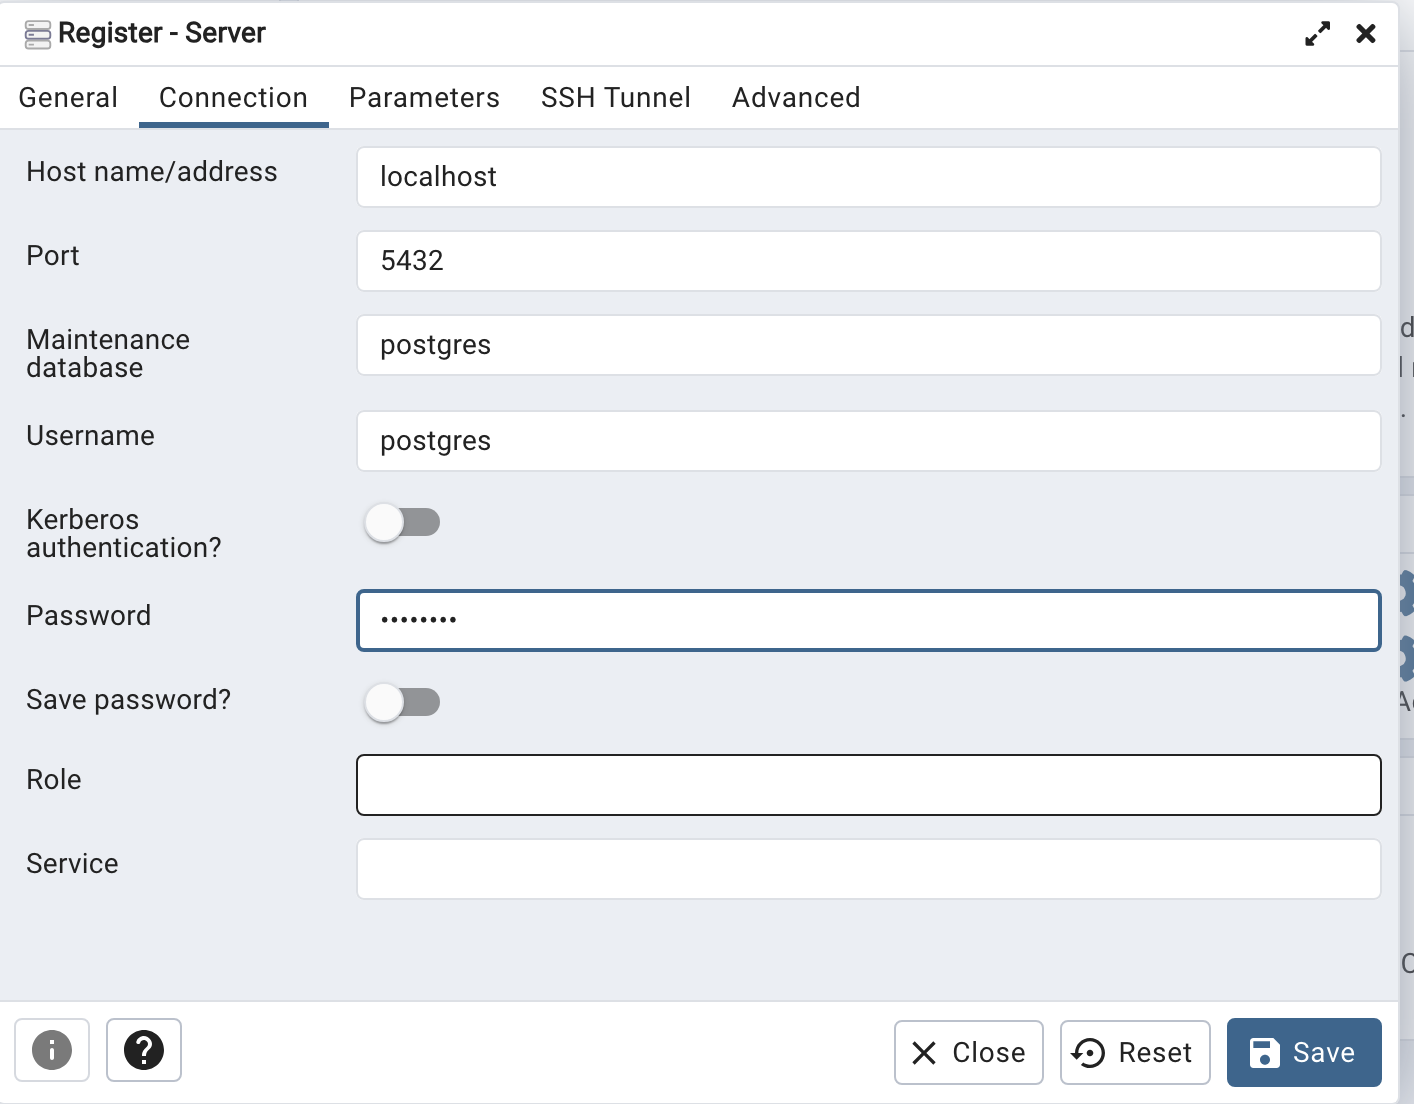 Register - Server
General Connection Parameters SSH Tunnel Advanced
Host name/address localhost
Port 5432
Maintenance
database
postgres
Username postgres
Kerberos
authentication?
Password ••••••••
Save password?
Role
Service
Close Reset Save